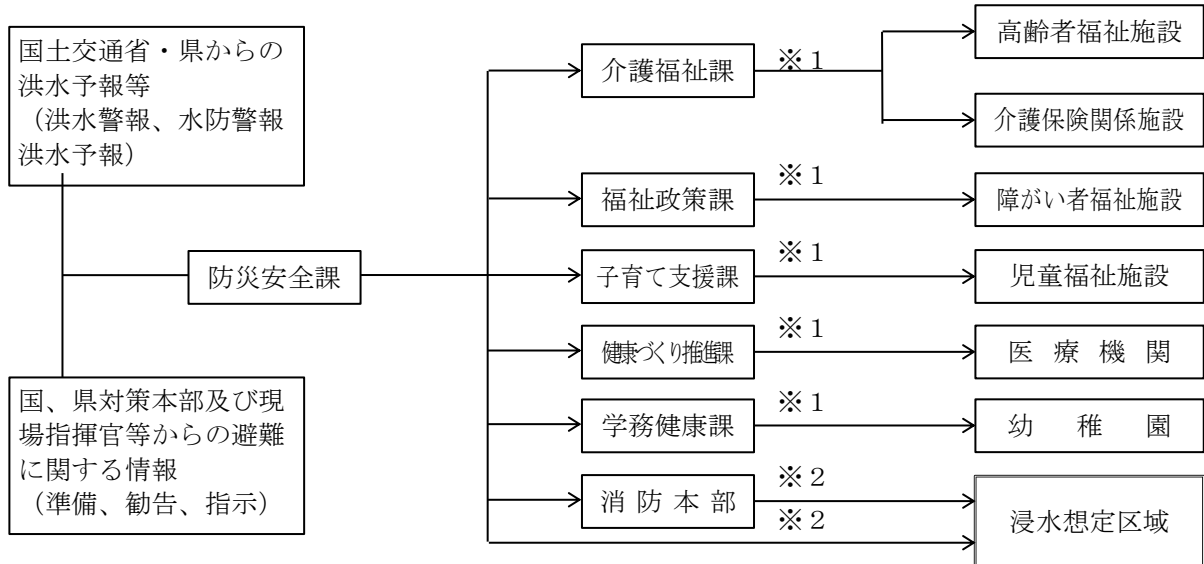 国土交通省・県からの
洪水予報等
（洪水警報、水防警報
洪水予報）
国、県対策本部及び現
場指揮官等からの避難
に関する情報
（準備、勧告、指示）
防災安全課
介護福祉課
※１
高齢者福祉施設
介護保険関係施設
福祉政策課
※１
障がい者福祉施設
子育て支援課
※１
児童福祉施設
健康づくり推進課
※１
医療機関
学務健康課
※１
幼稚園
消防本部
※２
※２
浸水想定区域